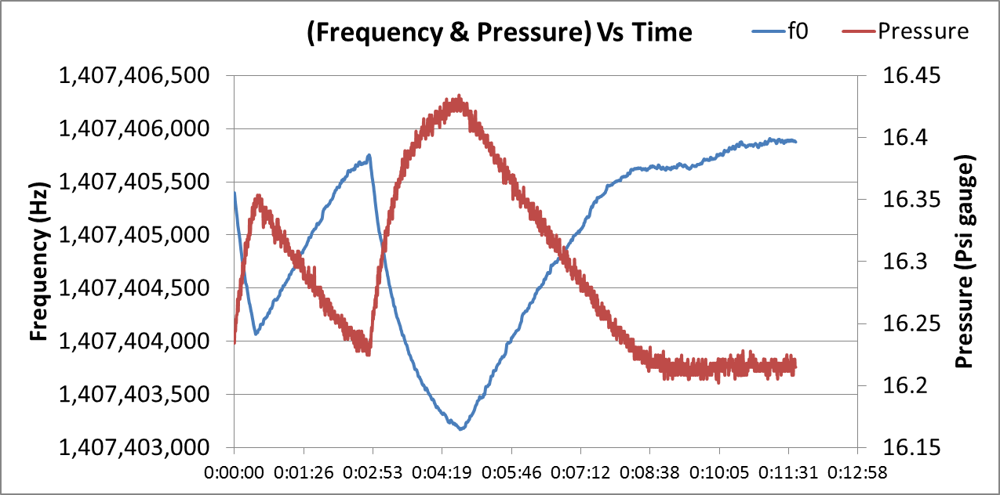 (Frequency & Pressure) Vs Time
f0
Pressure
Frequency (Hz)
1,407,406,500
1,407,406,000
1,407,405,500
1,407,405,000
1,407,404,500
1,407,404,000
1,407,403,500
1,407,403,000
16.45
16.4
16.35
16.3
16.25
16.2
16.15
Pressure (Psi gauge)
0:00:00 0:01:26 0:02:53 0:04:19 0:05:46 0:07:12 0:08:38 0:10:05 0:11:31 0:12:58